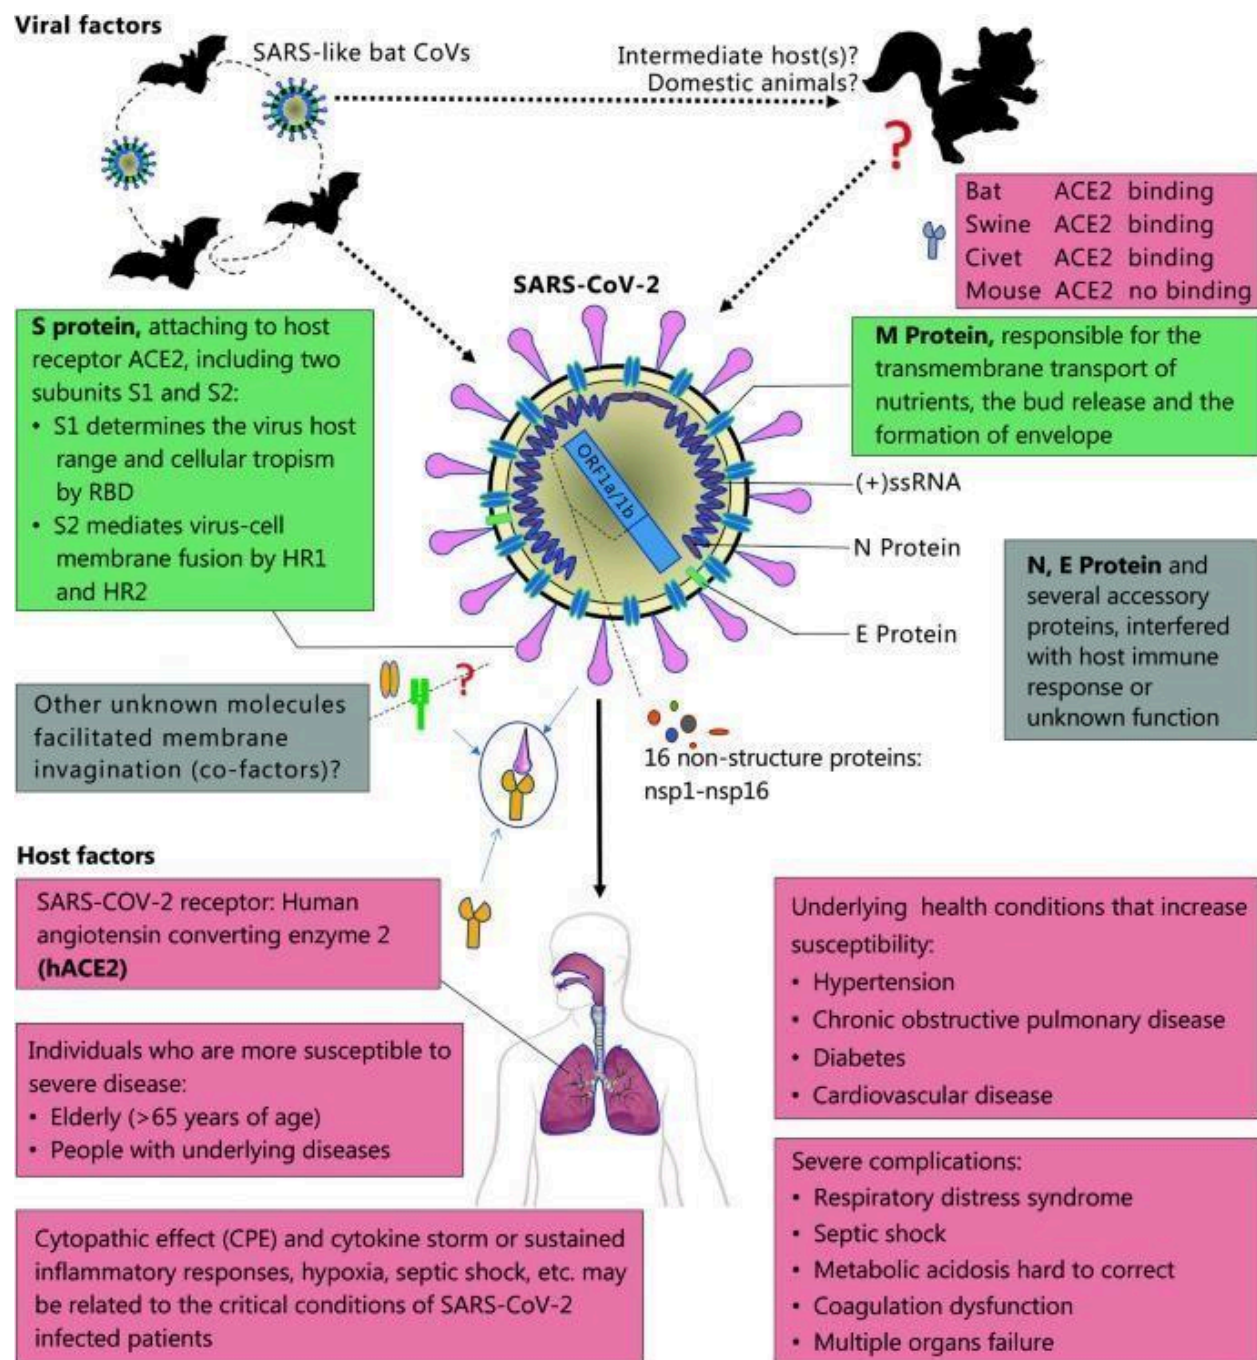 Viral factors
SARS-like bat CoVs
Intermediate host(s)?
Domestic animals?
?
Bat ACE2 binding
Swine ACE2 binding
Civet ACE2 binding
Mouse ACE2 no binding
SARS-CoV-2
S protein, attaching to host
receptor ACE2, including two
subunits S1 and S2:
• S1 determines the virus host
range and cellular tropism
by RBD
• S2 mediates virus-cell
membrane fusion by HR1
and HR2
M Protein, responsible for the
transmembrane transport of
nutrients, the bud release and the
formation of envelope
ORF1a/1b
(+)ssRNA
N Protein
E Protein
N, E Protein and
several accessory
proteins, interfered
with host immune
response or
unknown function
?
Other unknown molecules
facilitated membrane
invagination (co-factors)?
16 non-structure proteins:
nsp1-nsp16
Host factors
SARS-COV-2 receptor: Human
angiotensin converting enzyme 2
(hACE2)
Individuals who are more susceptible to
severe disease:
• Elderly (>65 years of age)
• People with underlying diseases
Cytopathic effect (CPE) and cytokine storm or sustained
inflammatory responses, hypoxia, septic shock, etc. may
be related to the critical conditions of SARS-CoV-2
infected patients
Underlying health conditions that increase
susceptibility:
• Hypertension
• Chronic obstructive pulmonary disease
• Diabetes
• Cardiovascular disease
Severe complications:
• Respiratory distress syndrome
• Septic shock
• Metabolic acidosis hard to correct
• Coagulation dysfunction
• Multiple organs failure